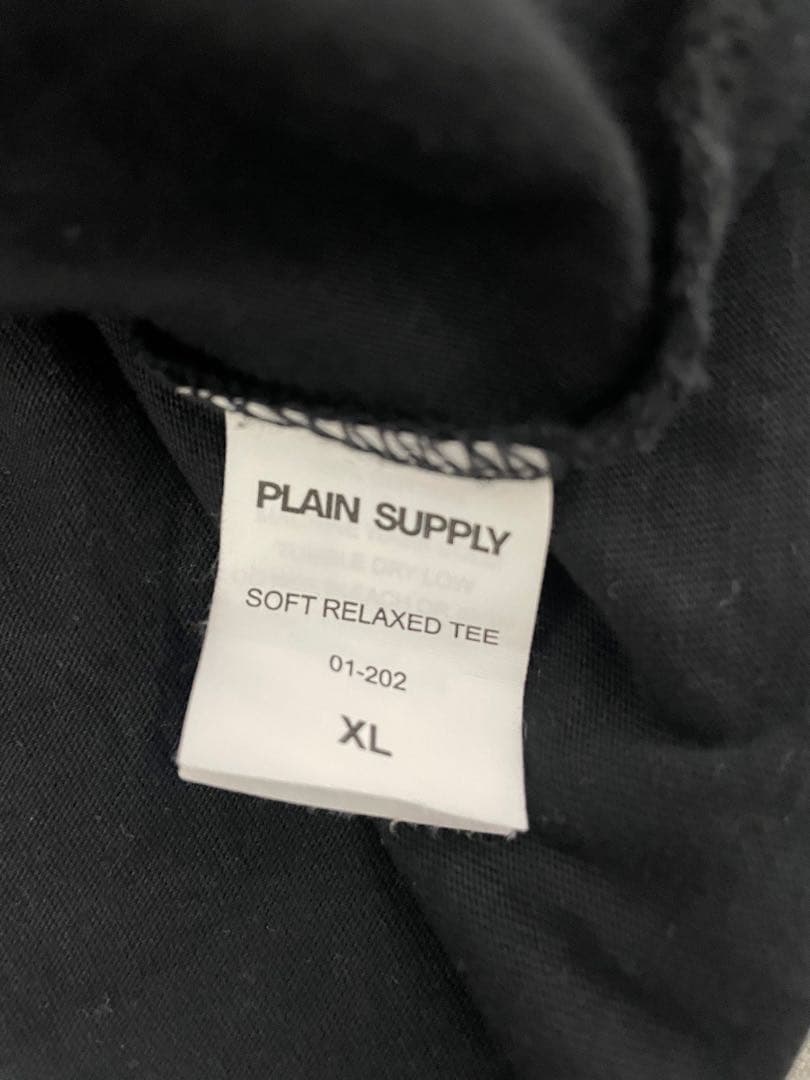 PLAIN SUPPLY
SOFT RELAXED TEE
01-202
XL